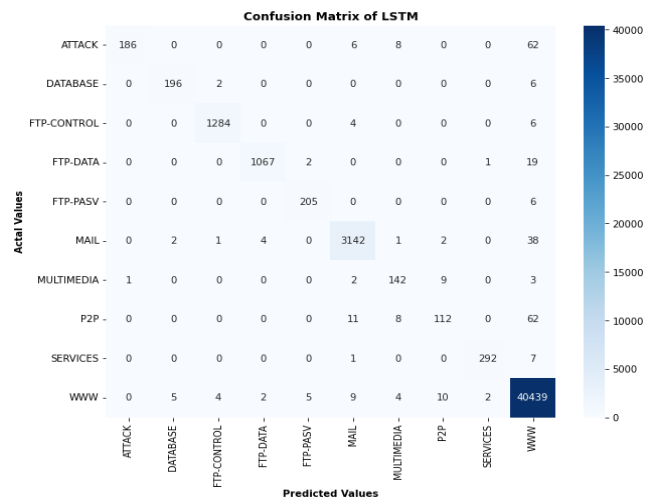 Confusion Matrix of LSTM
Actal Values
ATTACK 186 0 0 0 0 6 8 0 0 62
DATABASE 0 196 2 0 0 0 0 0 0 6
FTP-CONTROL 0 0 1284 0 0 4 0 0 0 6
FTP-DATA 0 0 0 1067 2 0 0 0 1 19
FTP-PASV 0 0 0 0 205 0 0 0 0 6
MAIL 0 2 1 4 0 3142 1 2 0 38
MULTIMEDIA 1 0 0 0 0 2 142 9 0 3
P2P 0 0 0 0 0 11 8 112 0 62
SERVICES 0 0 0 0 0 1 0 0 292 7
WWW 0 5 4 2 5 9 4 10 2 40439
ATTACK DATABASE FTP-CONTROL FTP-DATA FTP-PASV MAIL MULTIMEDIA P2P SERVICES WWW
Predicted Values
40000
35000
30000
25000
20000
15000
10000
5000
0